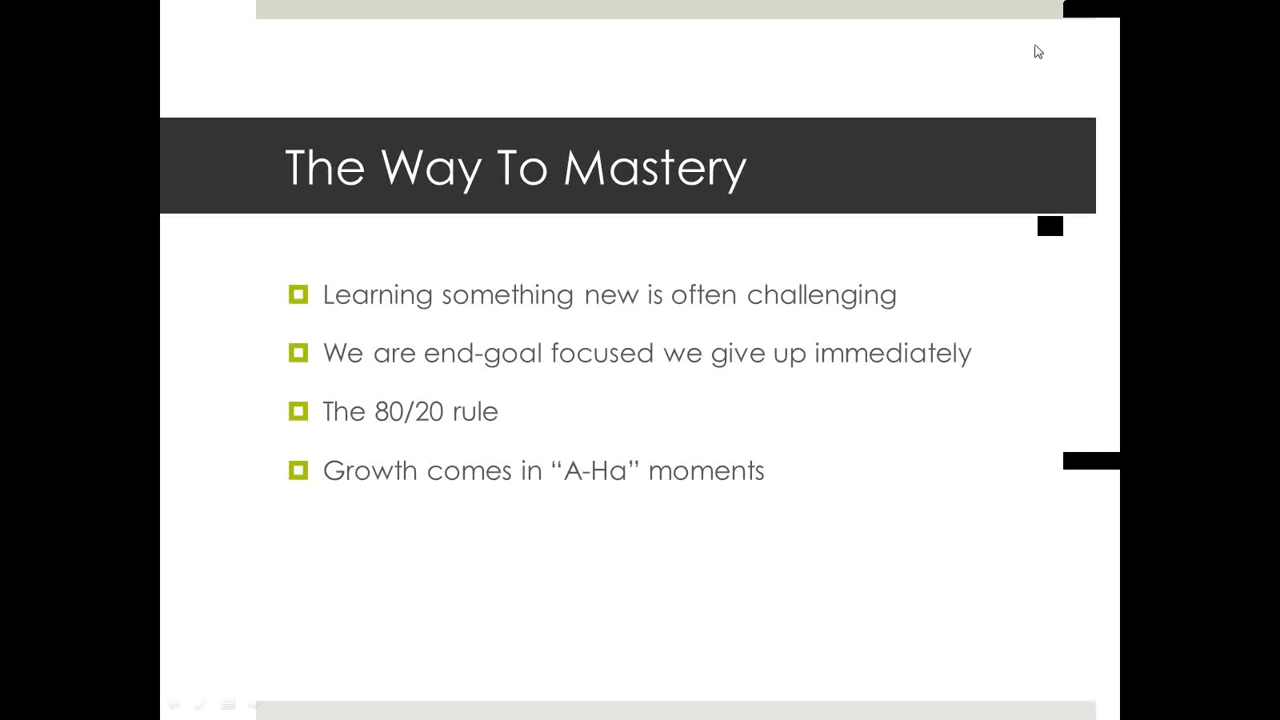 The Way To Mastery
Learning something new is often challenging
We are end-goal focused we give up immediately
The 80/20 rule
Growth comes in “A-Ha” moments